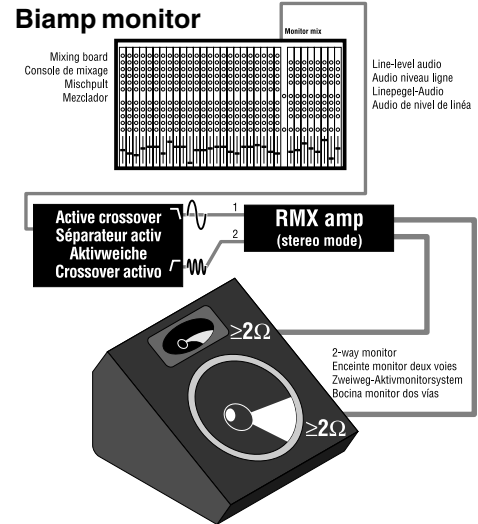 Biamp monitor
Monitor mix
Mixing board
Console de mixage
Mischpult
Mezclador
Line-level audio
Audio niveau ligne
Linepegel-Audio
Audio de nivel de linéa
Active crossover
Séparateur activ
Aktivweiche
Crossover activo
1
2
RMX amp
(stereo mode)
≥2Ω
2-way monitor
Enceinte monitor deux voies
Zweiweg-Aktivmonitorsystem
Bocina monitor dos vías
≥2Ω